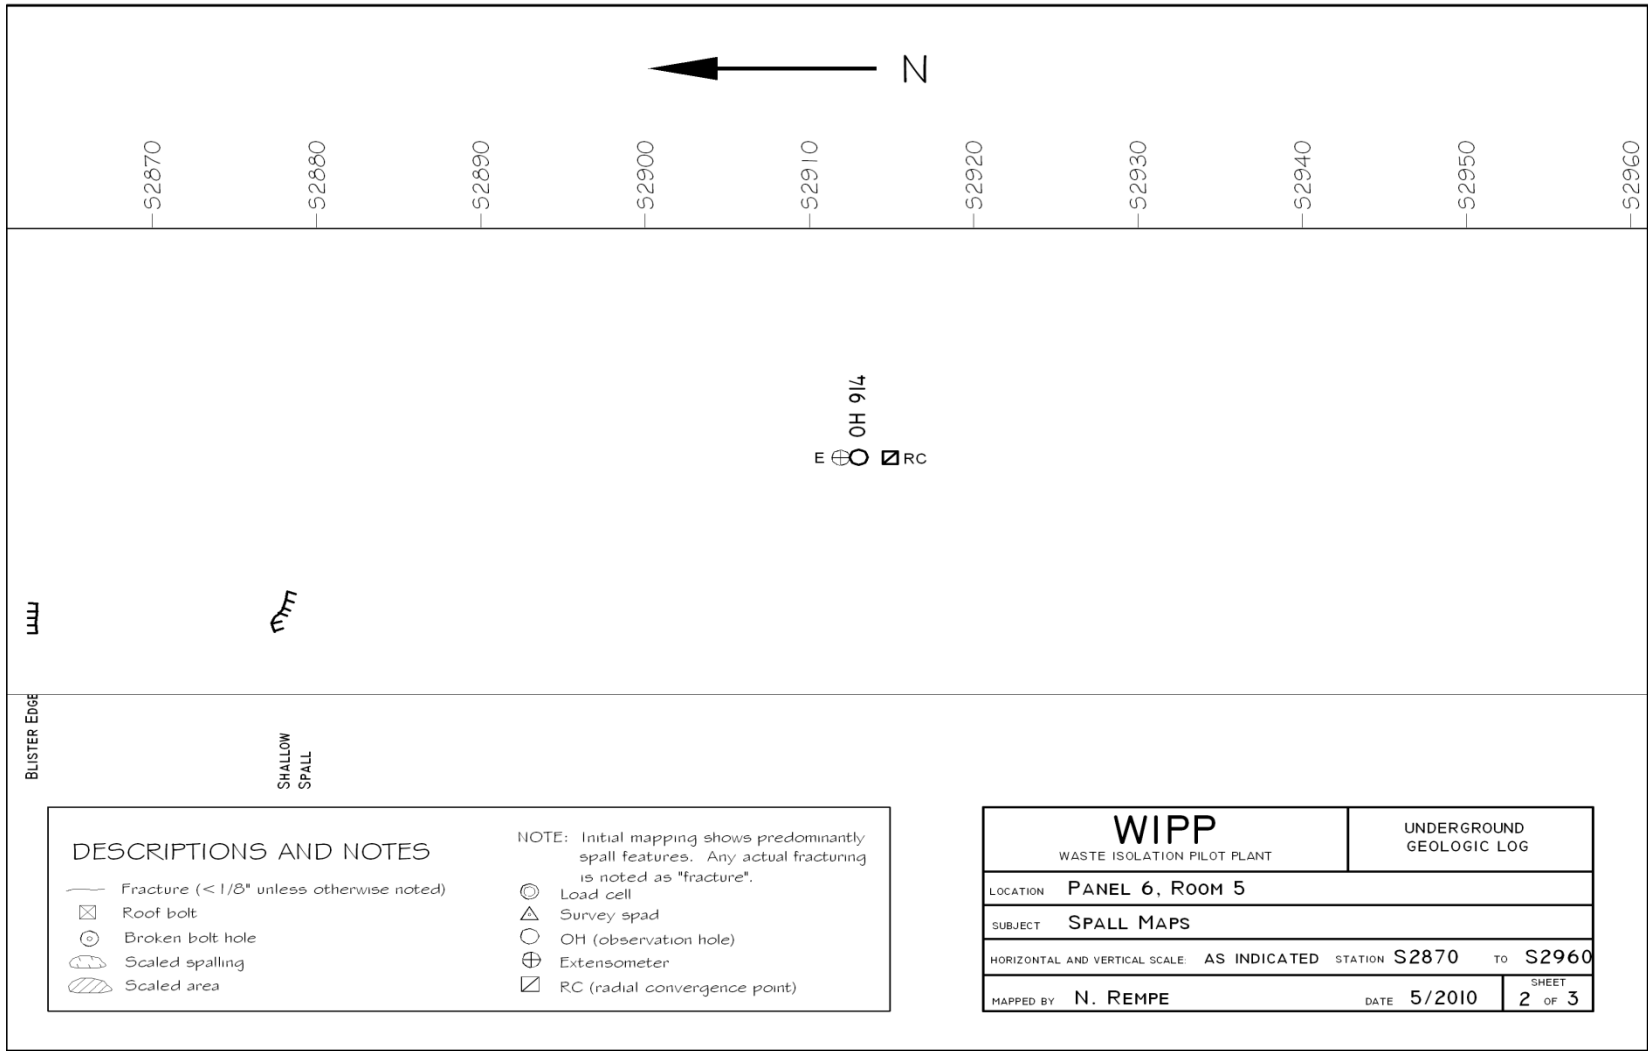 N
S2870
S2880
S2890
S2900
S2910
S2920
S2930
S2940
S2950
S2960
OH 914
E
RC
BLISTER EDGE
SHALLOW
SPALL
DESCRIPTIONS AND NOTES
Fracture (<1/8" unless otherwise noted)
Roof bolt
Broken bolt hole
Scaled spalling
Scaled area
NOTE: Initial mapping shows predominantly
spall features. Any actual fracturing
is noted as "fracture".
Load cell
Survey spad
OH (observation hole)
Extensometer
RC (radial convergence point)
WIPP
WASTE ISOLATION PILOT PLANT
UNDERGROUND
GEOLOGIC LOG
LOCATION PANEL 6, ROOM 5
SUBJECT SPALL MAPS
HORIZONTAL AND VERTICAL SCALE: AS INDICATED STATION S2870 TO S2960
MAPPED BY N. REMPE DATE 5/2010
SHEET
2 OF 3